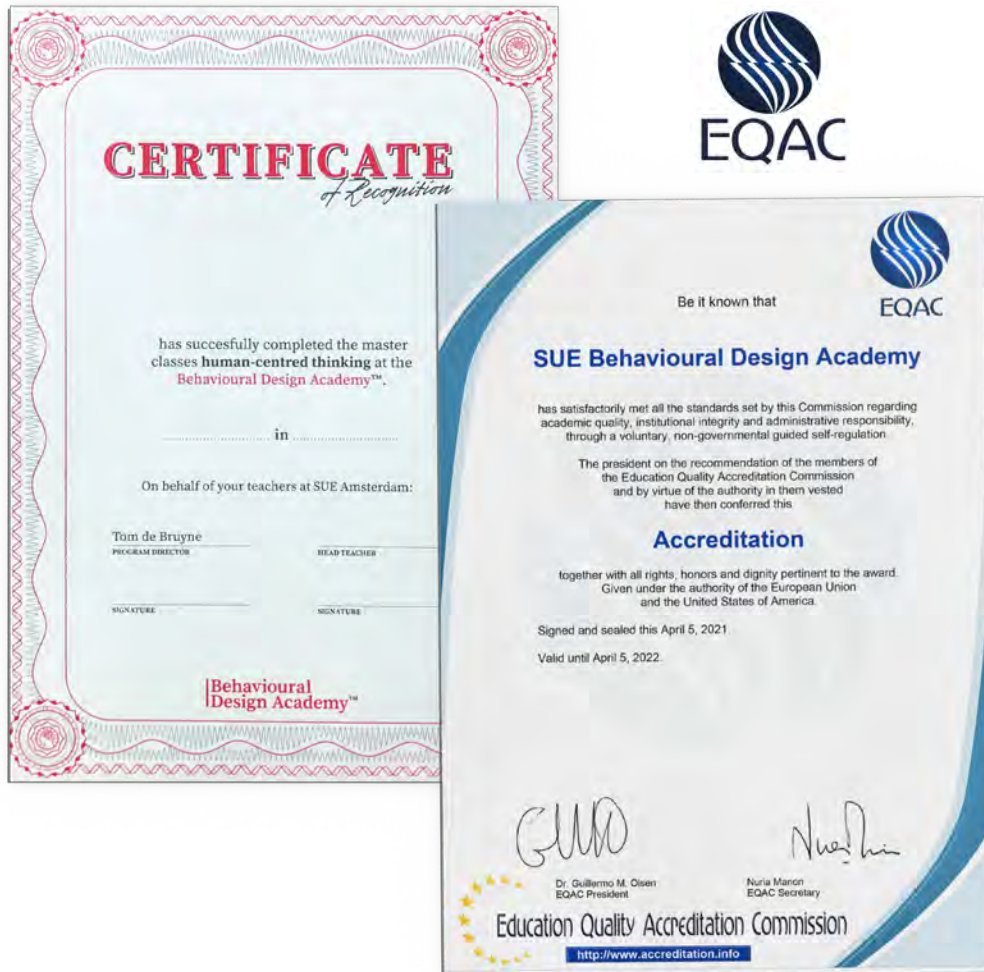 CERTIFICATE
of Recognition
has succesfully completed the master
classes human-centred thinking at the
Behavioural Design Academy™.
in
On behalf of your teachers at SUE Amsterdam:
Tom de Bruyne
PROGRAM DIRECTOR
HEAD TEACHER
SIGNATURE
SIGNATURE
Behavioural
Design Academy™
EQAC
EQAC
Be it known that
SUE Behavioural Design Academy
has satisfactorily met all the standards set by this Commission regarding
academic quality, institutional integrity and administrative responsibility,
through a voluntary, non-governmental guided self-regulation
The president on the recommendation of the members of
the Education Quality Accreditation Commission
and by virtue of the authority in them vested
have then conferred this
Accreditation
together with all rights, honors and dignity pertinent to the award.
Given under the authority of the European Union
and the United States of America
Signed and sealed this April 5, 2021
Valid until April 5, 2022.
Dr. Guillermo M. Olsen
EQAC President
Nuria Marion
EQAC Secretary
Education Quality Accreditation Commission
http://www.accreditation.info